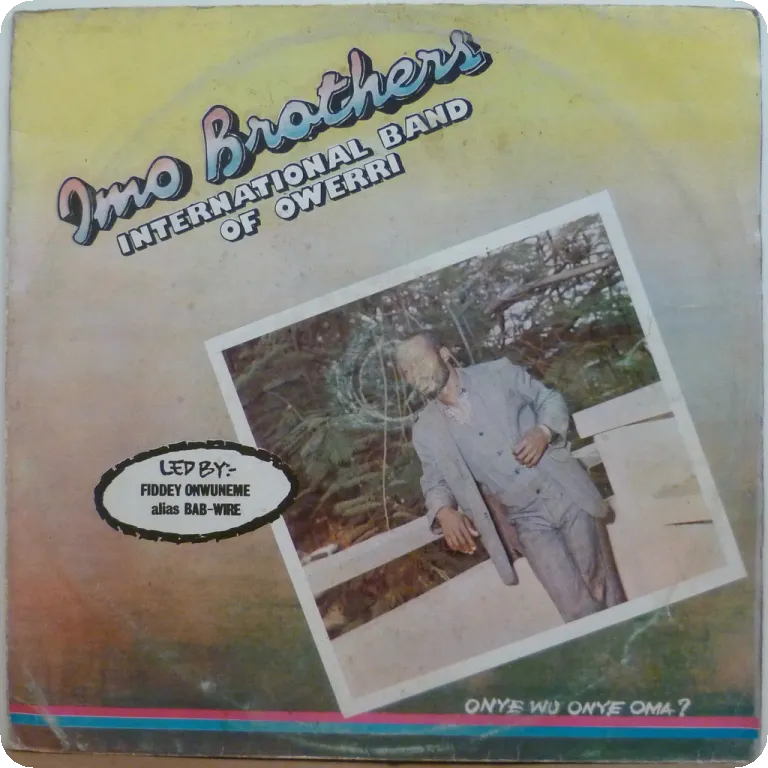 Imo Brothers
INTERNATIONAL BAND
OF OWERRI
LED BY:-
FIDDEY ONWUNEME
alias BAB-WIRE
ONYE WU ONYE OMA?